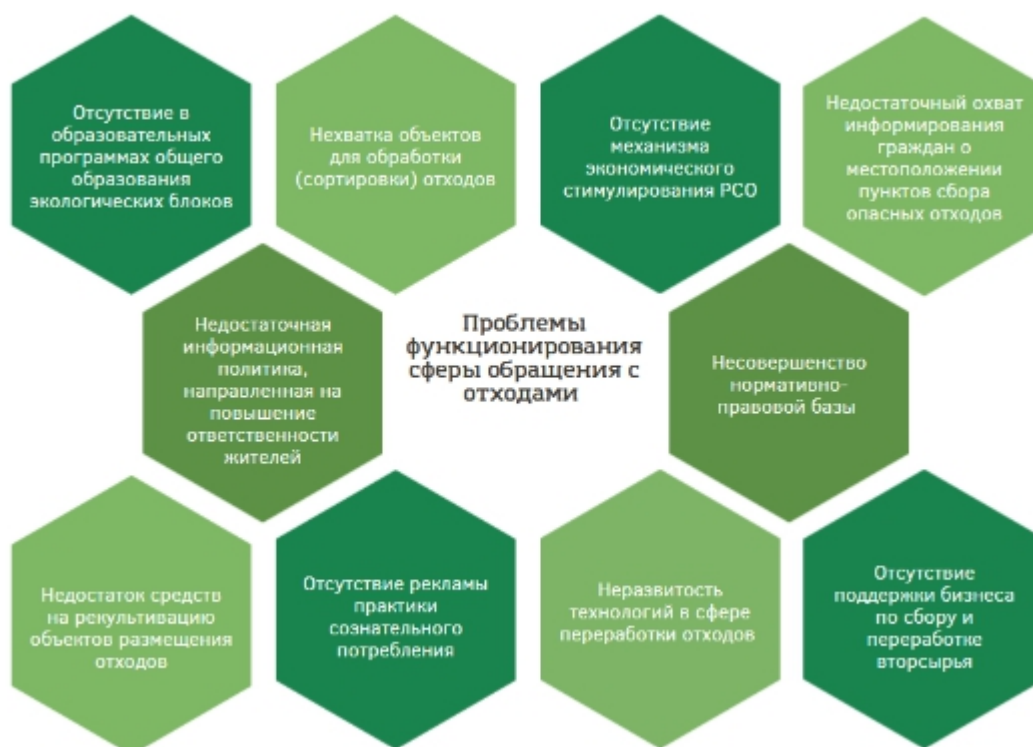 Отсутствие в
образовательных
программах общего
образования
экологических блоков
Нехватка объектов
для обработки
(сортировки) отходов
Отсутствие
механизма
экономического
стимулирования РСО
Недостаточный охват
информирования
граждан о
местоположении
пунктов сбора
опасных отходов
Недостаточная
информационная
политика,
направленная на
повышение
ответственности
жителей
Проблемы
функционирования
сферы обращения с
отходами
Несовершенство
нормативно-
правовой базы
Недостаток средств
на рекультивацию
объектов размещения
отходов
Отсутствие рекламы
практики
сознательного
потребления
Неразвитость
технологий в сфере
переработки отходов
Отсутствие
поддержки бизнеса
по сбору и
переработке
вторсырья